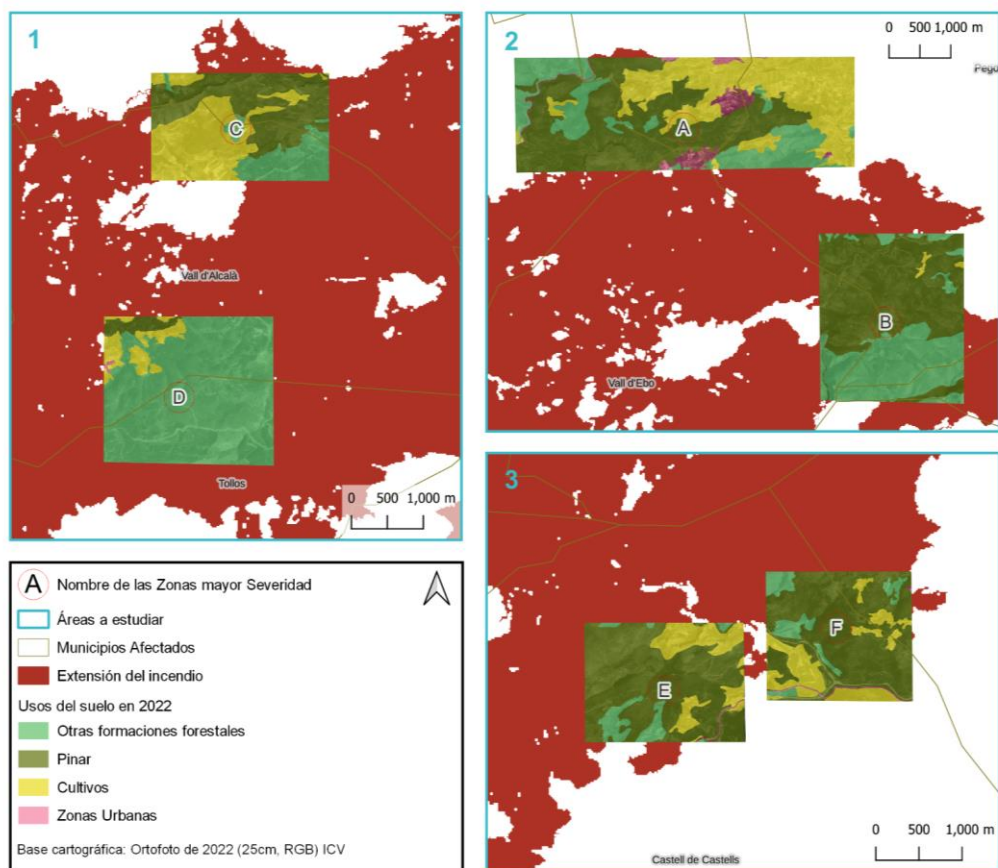 1
C
Vall d'Alcalà
D
Tollos
0 500 1,000 m
2
0 500 1,000 m
Pego
A
B
Vall d'Ebo
3
F
E
0 500 1,000 m
Castell de Castells
A Nombre de las Zonas mayor Severidad
Áreas a estudiar
Municipios Afectados
Extensión del incendio
Usos del suelo en 2022
Otras formaciones forestales
Pinar
Cultivos
Zonas Urbanas
Base cartográfica: Ortofoto de 2022 (25cm, RGB) ICV